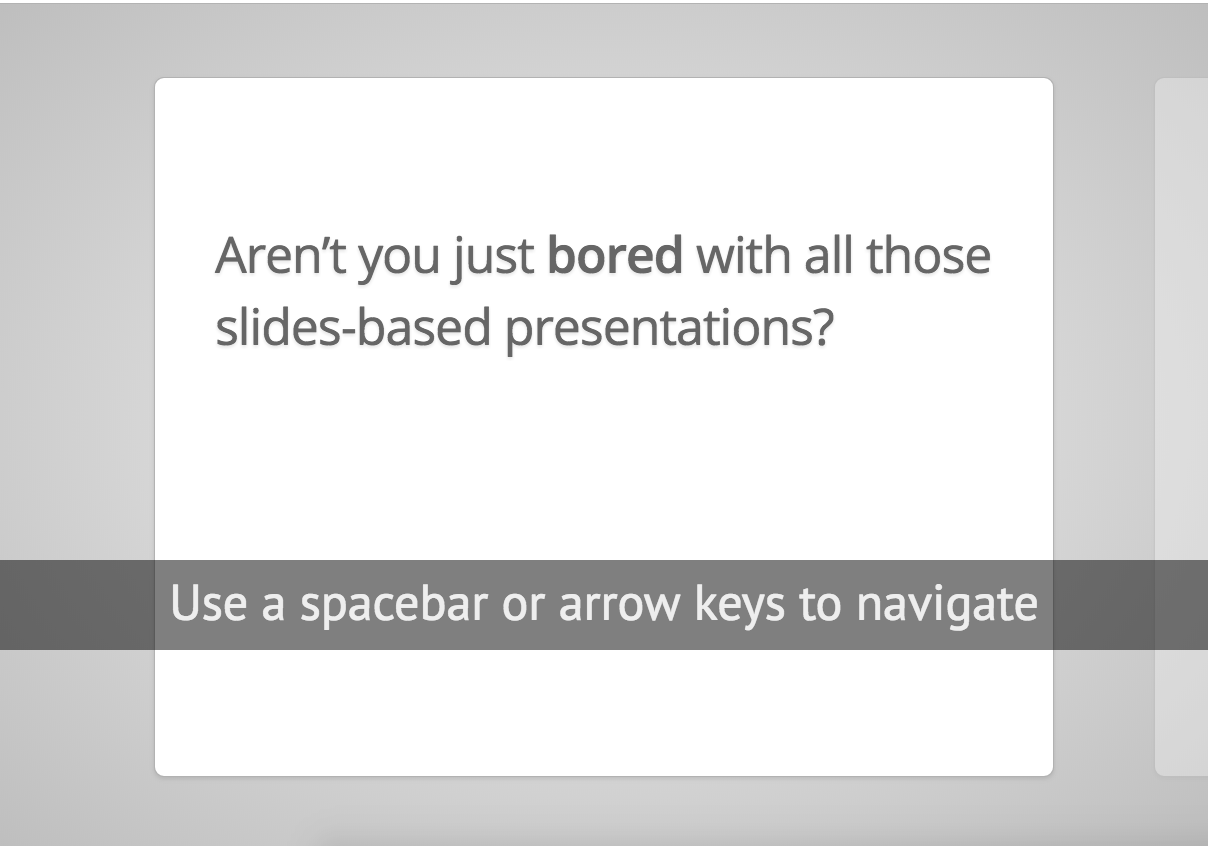 Aren’t you just bored with all those
slides-based presentations?
Use a spacebar or arrow keys to navigate